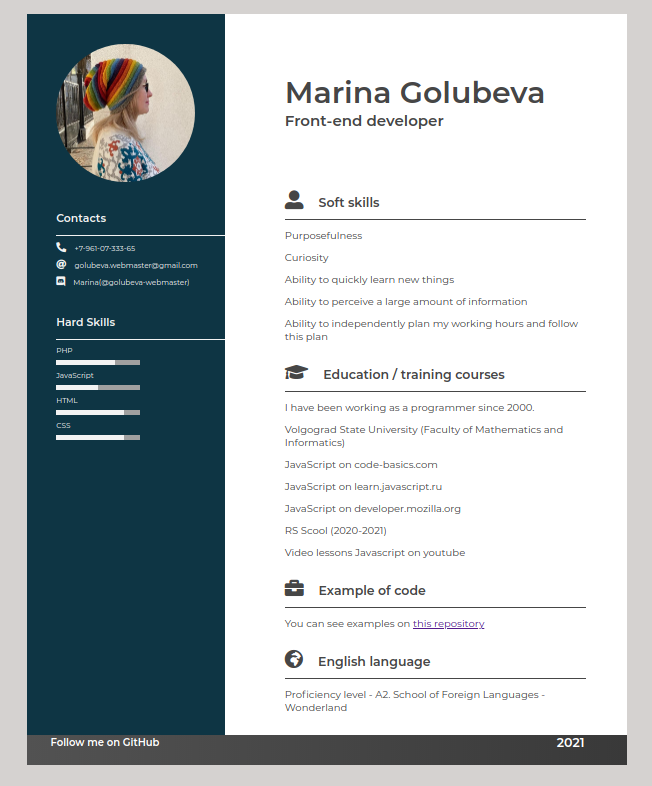 Marina Golubeva
Front-end developer
Contacts
+7-961-07-333-65
golubeva.webmaster@gmail.com
Marina(@golubeva-webmaster)
Hard Skills
PHP
JavaScript
HTML
CSS
Soft skills
Purposefulness
Curiosity
Ability to quickly learn new things
Ability to perceive a large amount of information
Ability to independently plan my working hours and follow
this plan
Education / training courses
I have been working as a programmer since 2000.
Volgograd State University (Faculty of Mathematics and
Informatics)
JavaScript on code-basics.com
JavaScript on learn.javascript.ru
JavaScript on developer.mozilla.org
RS Scool (2020-2021)
Video lessons Javascript on youtube
Example of code
You can see examples on this repository
English language
Proficiency level - A2. School of Foreign Languages -
Wonderland
Follow me on GitHub
2021